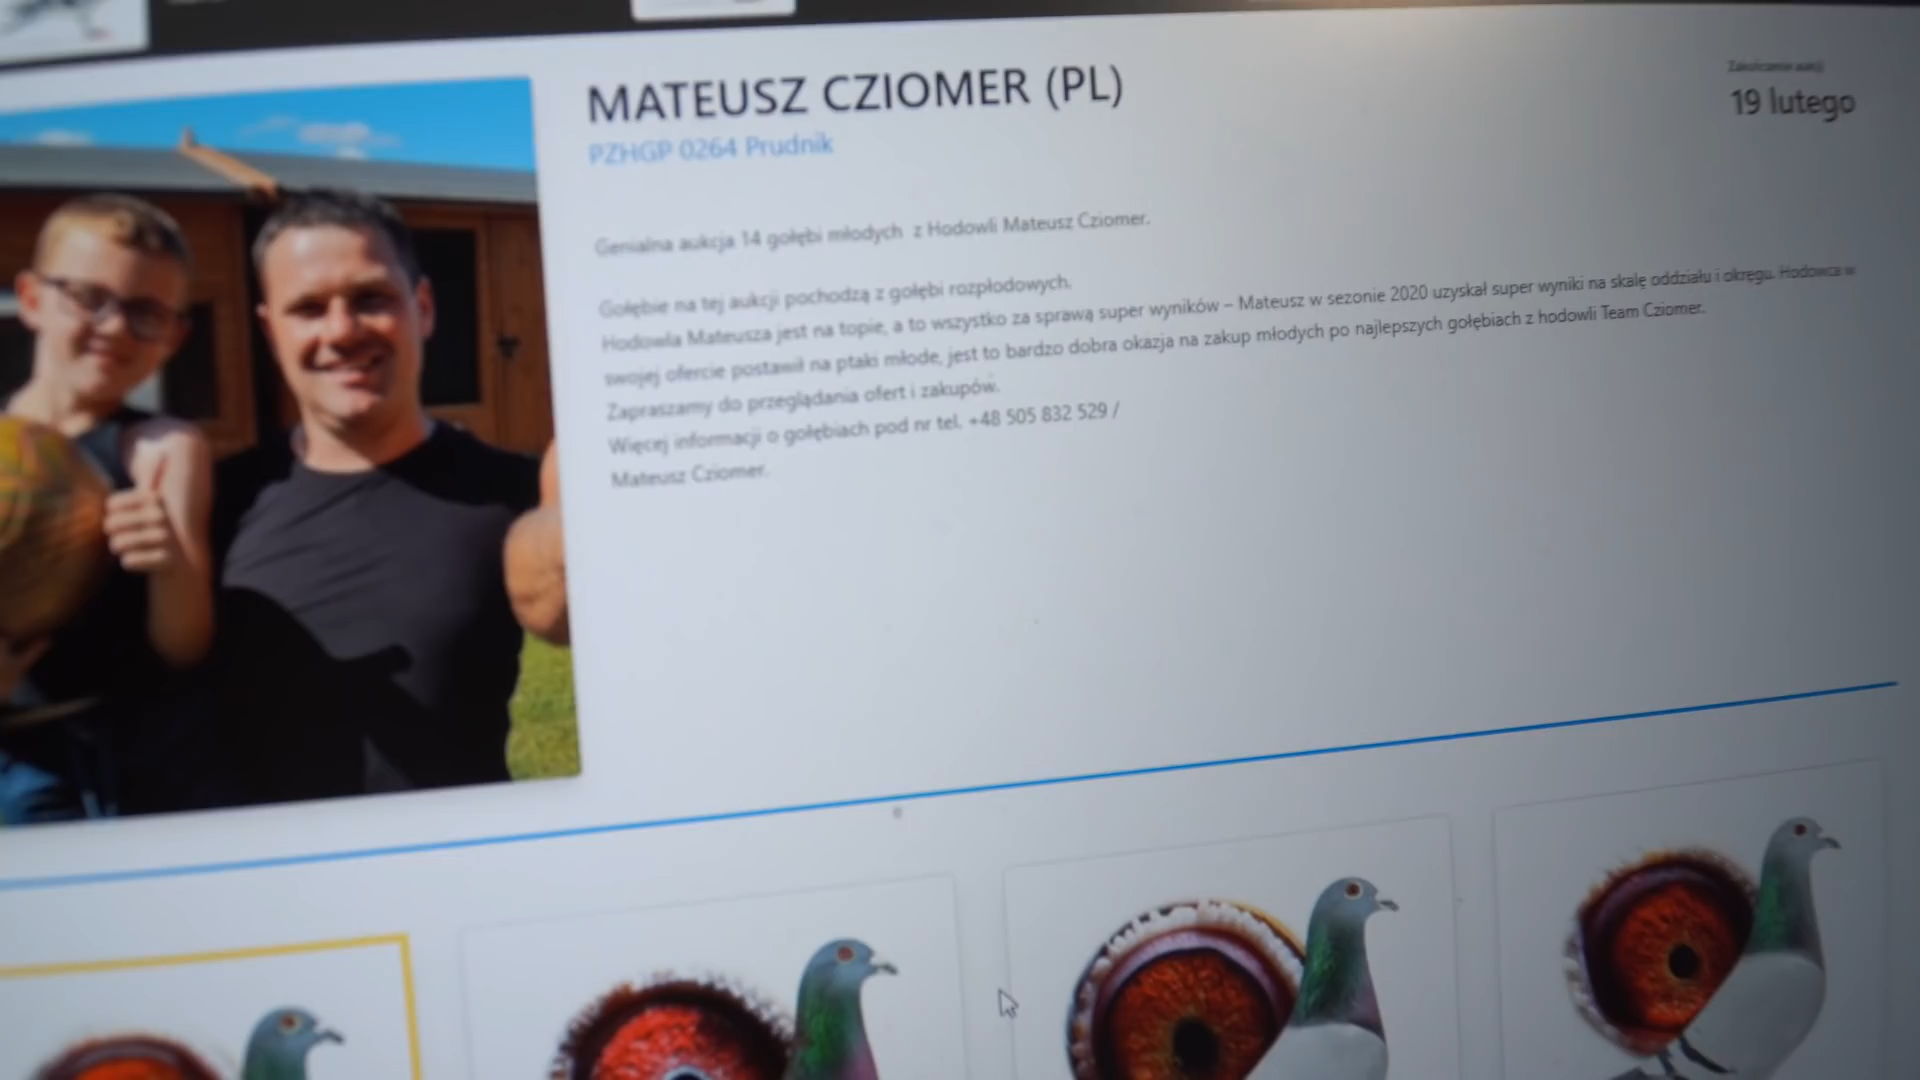 MATEUSZ CZIOMER (PL)
PZHGP 0264 Prudnik
Zakończenie aukcji
19 lutego
Genialna aukcja 14 gołębi młodych z Hodowli Mateusz Cziomer.
Gołębie na tej aukcji pochodzą z gołębi rozpłodowych.
Hodowla Mateusza jest na topie, a to wszystko za sprawą super wyników – Mateusz w sezonie 2020 uzyskał super wyniki na skalę oddziału i okręgu. Hodowca w
swojej ofercie postawił na ptaki młode, jest to bardzo dobra okazja na zakup młodych po najlepszych gołębiach z hodowli Team Cziomer.
Zapraszamy do przeglądania ofert i zakupów.
Więcej informacji o gołębiach pod nr tel. +48 505 832 529 /
Mateusz Cziomer.